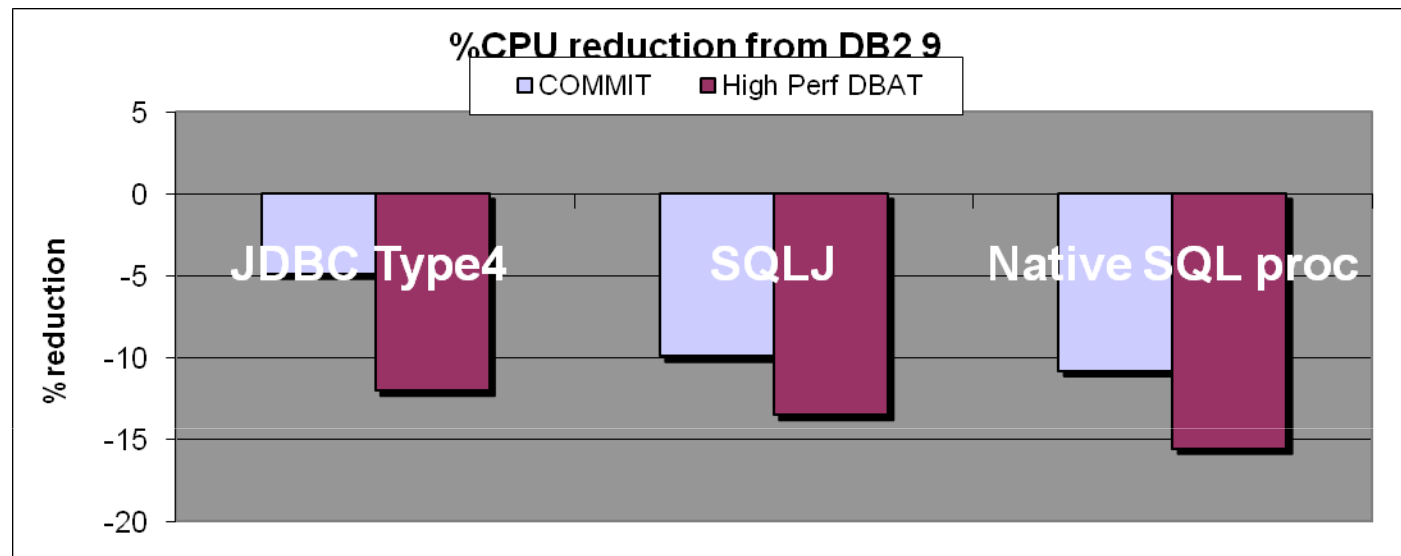 %CPU reduction from DB2 9
COMMIT High Perf DBAT
5
0
-5
-10
-15
-20
% reduction
JDBC Type4 SQLJ Native SQL proc